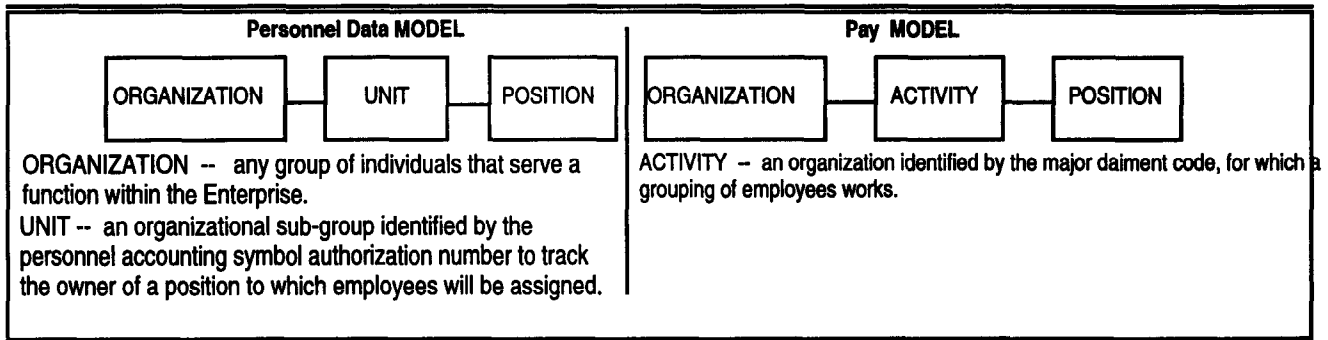 Personnel Data MODEL
ORGANIZATION
UNIT
POSITION
ORGANIZATION -- any group of individuals that serve a
function within the Enterprise.
UNIT -- an organizational sub-group identified by the
personnel accounting symbol authorization number to track
the owner of a position to which employees will be assigned.
Pay MODEL
ORGANIZATION
ACTIVITY
POSITION
ACTIVITY -- an organization identified by the major daiment code, for which a
grouping of employees works.